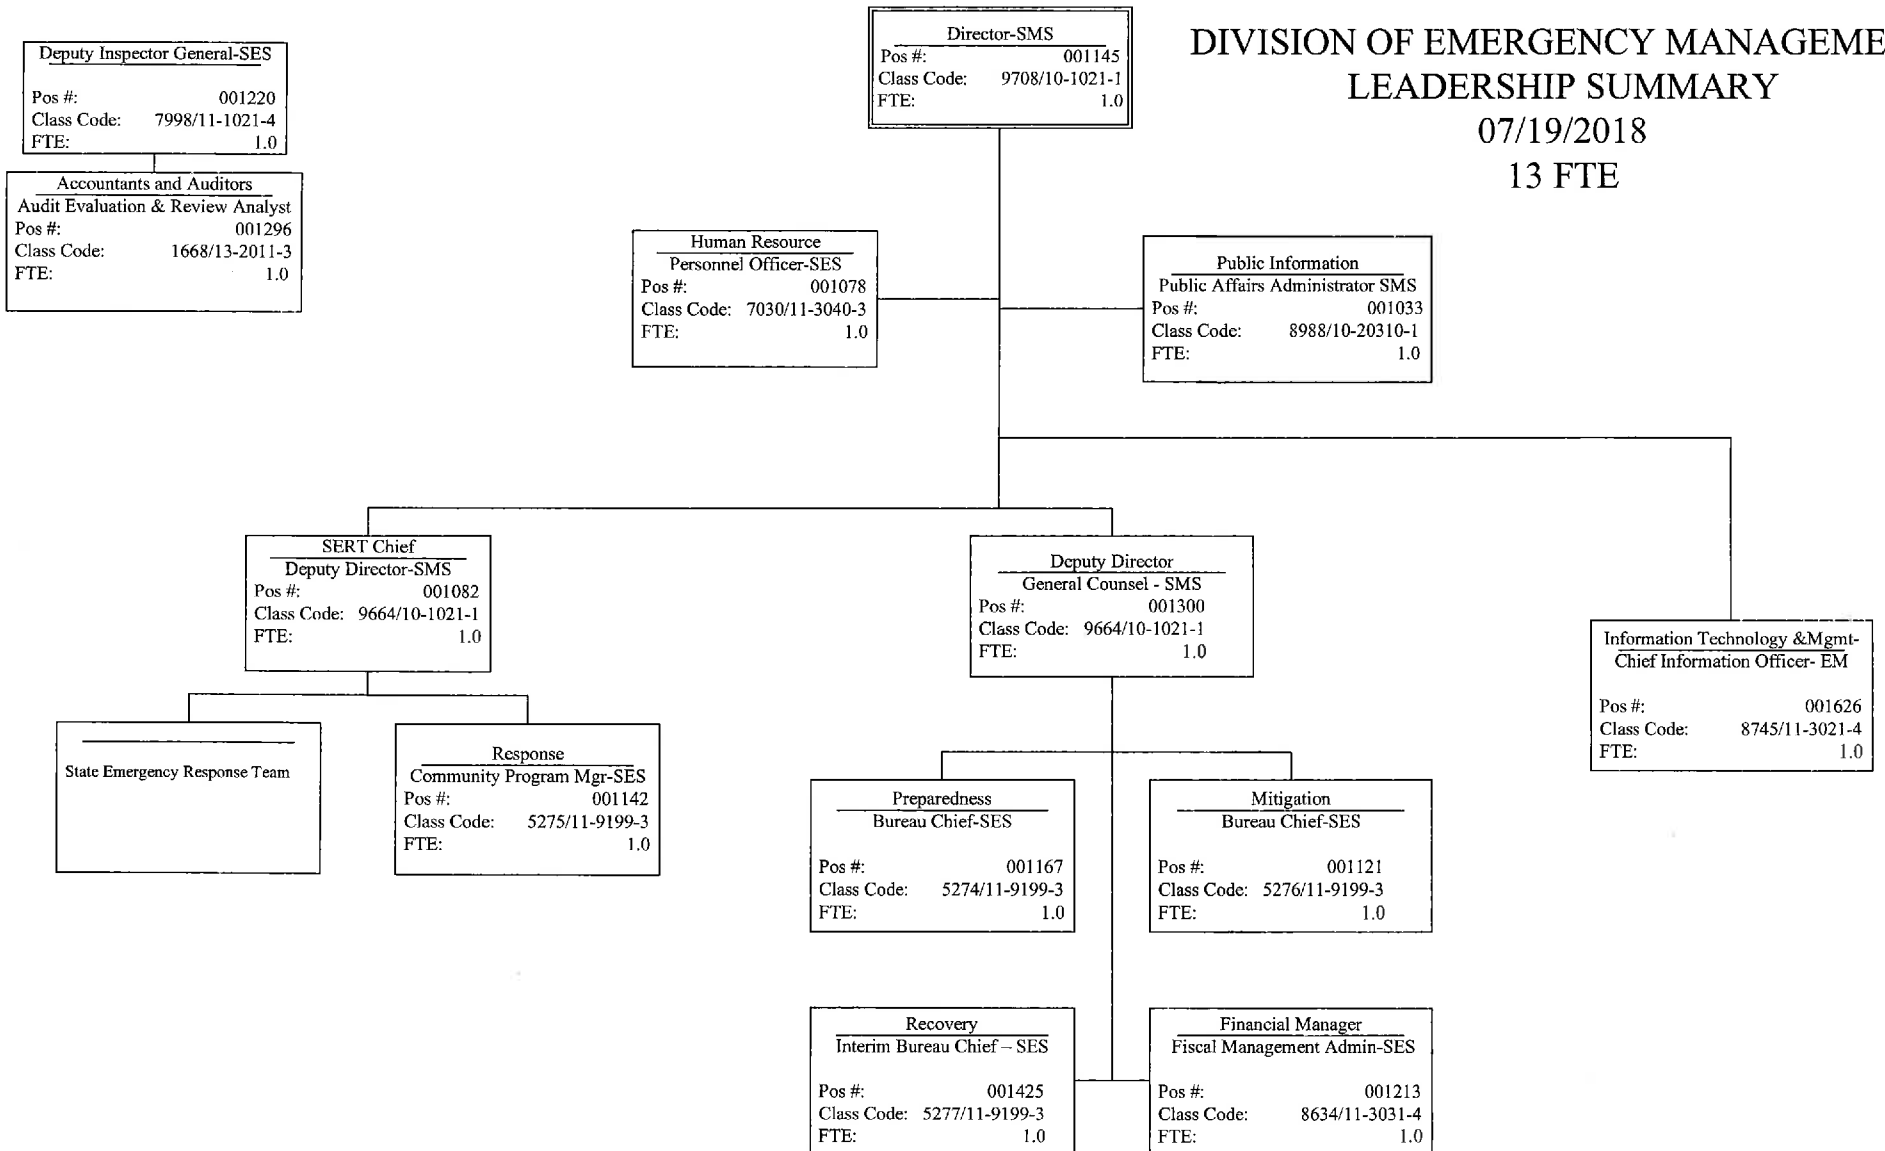 DIVISION OF EMERGENCY MANAGEME
LEADERSHIP SUMMARY
07/19/2018
13 FTE
Director-SMS
Pos #: 001145
Class Code: 9708/10-1021-1
FTE: 1.0
Deputy Inspector General-SES
Pos #: 001220
Class Code: 7998/11-1021-4
FTE: 1.0
Accountants and Auditors
Audit Evaluation & Review Analyst
Pos #: 001296
Class Code: 1668/13-2011-3
FTE: 1.0
Human Resource
Personnel Officer-SES
Pos #: 001078
Class Code: 7030/11-3040-3
FTE: 1.0
Public Information
Public Affairs Administrator SMS
Pos #: 001033
Class Code: 8988/10-20310-1
FTE: 1.0
SERT Chief
Deputy Director-SMS
Pos #: 001082
Class Code: 9664/10-1021-1
FTE: 1.0
Deputy Director
General Counsel - SMS
Pos #: 001300
Class Code: 9664/10-1021-1
FTE: 1.0
Information Technology &Mgmt-
Chief Information Officer- EM
Pos #: 001626
Class Code: 8745/11-3021-4
FTE: 1.0
State Emergency Response Team
Response
Community Program Mgr-SES
Pos #: 001142
Class Code: 5275/11-9199-3
FTE: 1.0
Preparedness
Bureau Chief-SES
Pos #: 001167
Class Code: 5274/11-9199-3
FTE: 1.0
Mitigation
Bureau Chief-SES
Pos #: 001121
Class Code: 5276/11-9199-3
FTE: 1.0
Recovery
Interim Bureau Chief – SES
Pos #: 001425
Class Code: 5277/11-9199-3
FTE: 1.0
Financial Manager
Fiscal Management Admin-SES
Pos #: 001213
Class Code: 8634/11-3031-4
FTE: 1.0